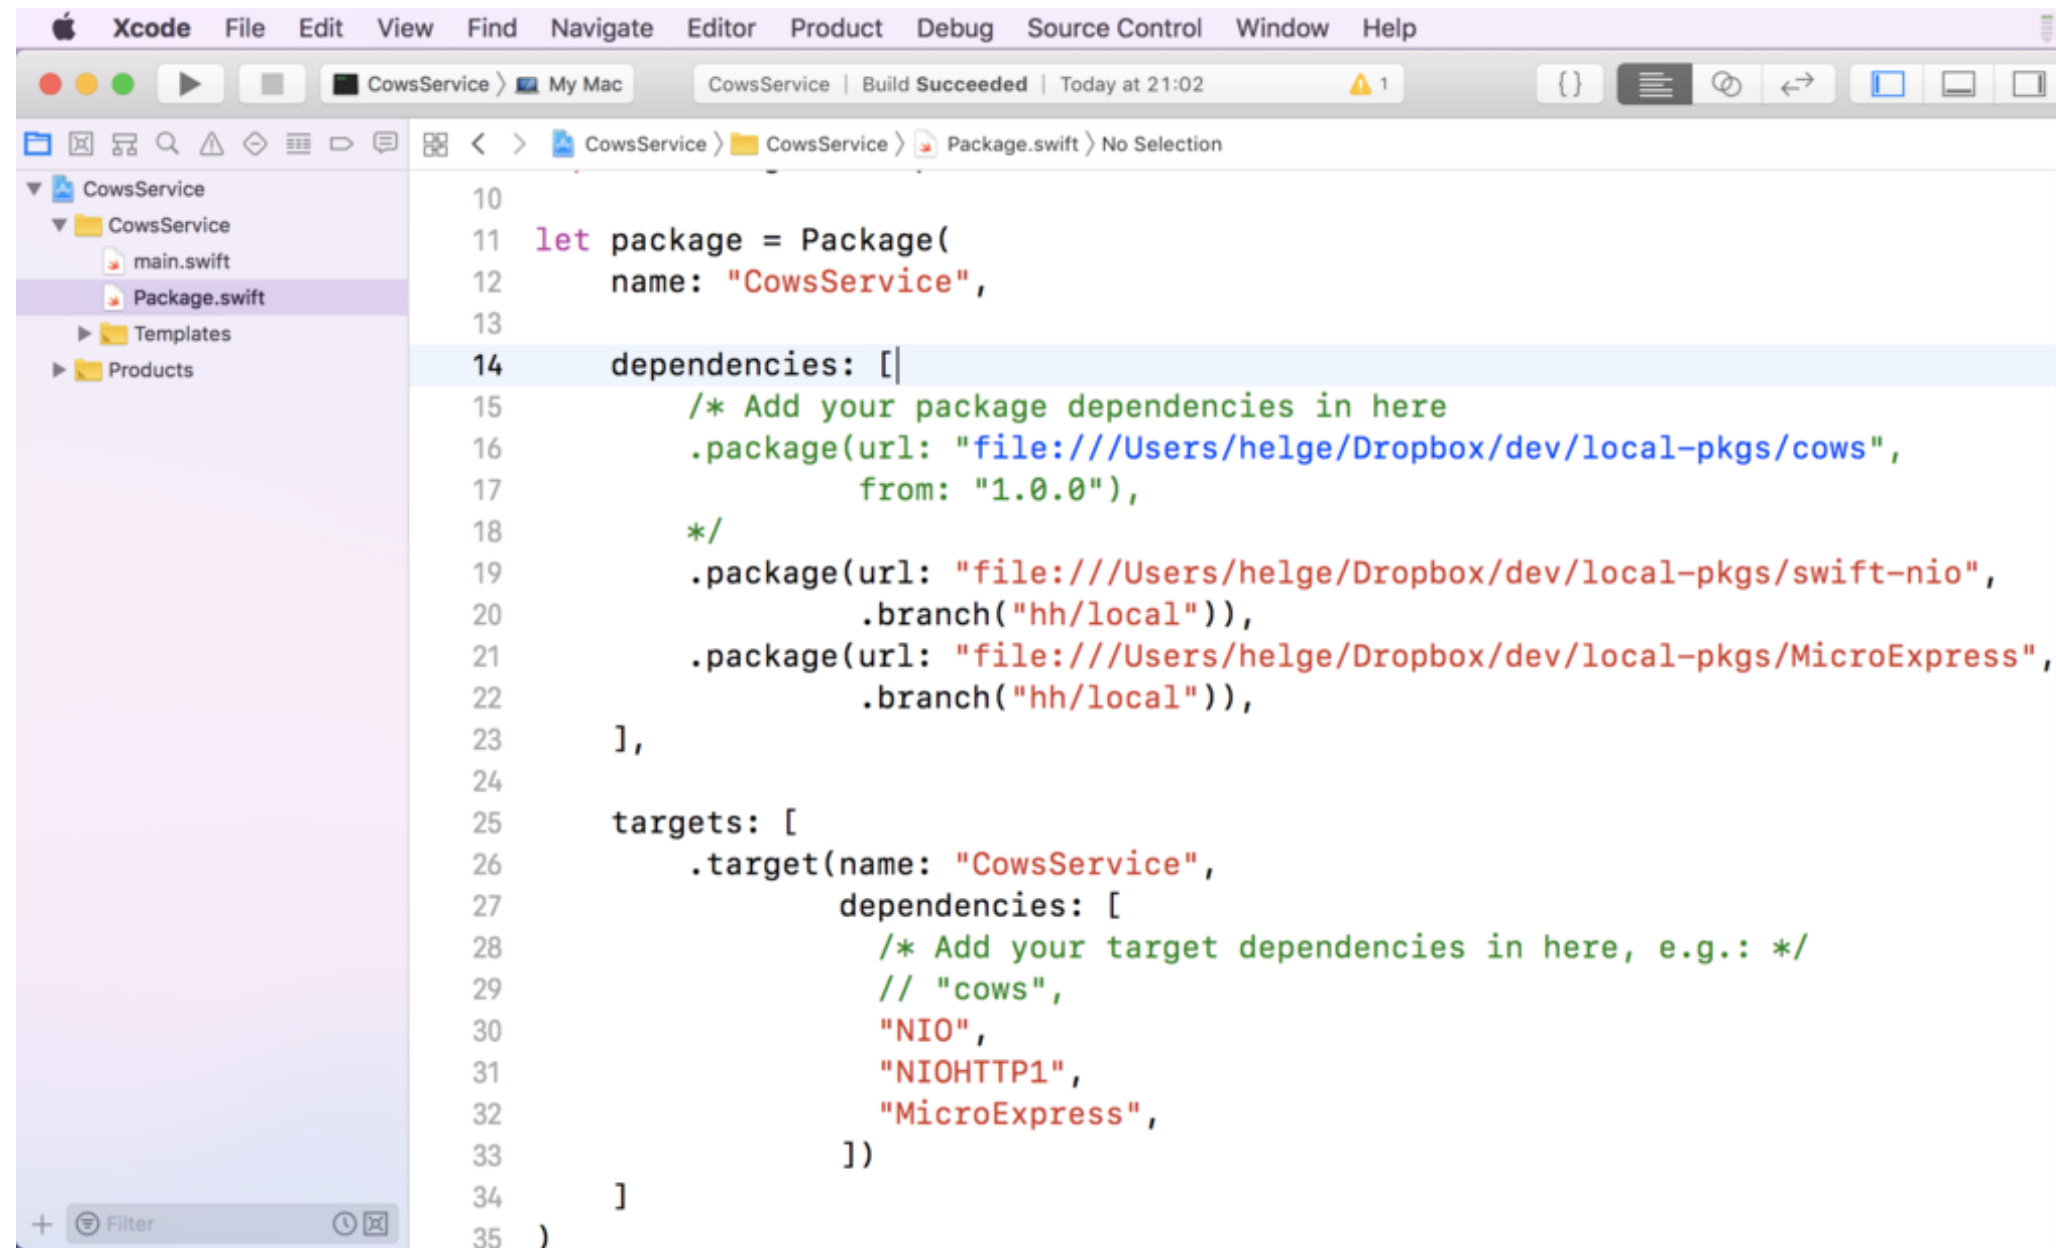 Xcode File Edit View Find Navigate Editor Product Debug Source Control Window Help
CowsService 〉 My Mac CowsService | Build Succeeded | Today at 21:02 1 {}
CowsService 〉 CowsService 〉 Package.swift 〉 No Selection
CowsService
CowsService
main.swift
Package.swift
Templates
Products
Filter
10
11 let package = Package(
12 name: "CowsService",
13
14 dependencies: [
15 /* Add your package dependencies in here
16 .package(url: "file:///Users/helge/Dropbox/dev/local-pkgs/cows",
17 from: "1.0.0"),
18 */
19 .package(url: "file:///Users/helge/Dropbox/dev/local-pkgs/swift-nio",
20 .branch("hh/local")),
21 .package(url: "file:///Users/helge/Dropbox/dev/local-pkgs/MicroExpress",
22 .branch("hh/local")),
23 ],
24
25 targets: [
26 .target(name: "CowsService",
27 dependencies: [
28 /* Add your target dependencies in here, e.g.: */
29 // "cows",
30 "NIO",
31 "NIOHTTP1",
32 "MicroExpress",
33 ])
34 ]
35 )